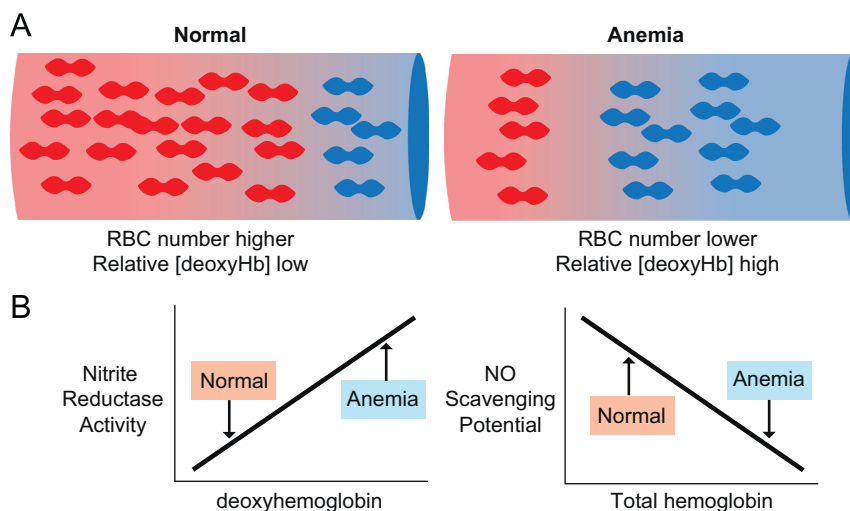 A
Normal
Anemia
RBC number higher
Relative [deoxyHb] low
RBC number lower
Relative [deoxyHb] high
B
Nitrite
Reductase
Activity
Normal
Anemia
deoxyhemoglobin
NO
Scavenging
Potential
Normal
Anemia
Total hemoglobin